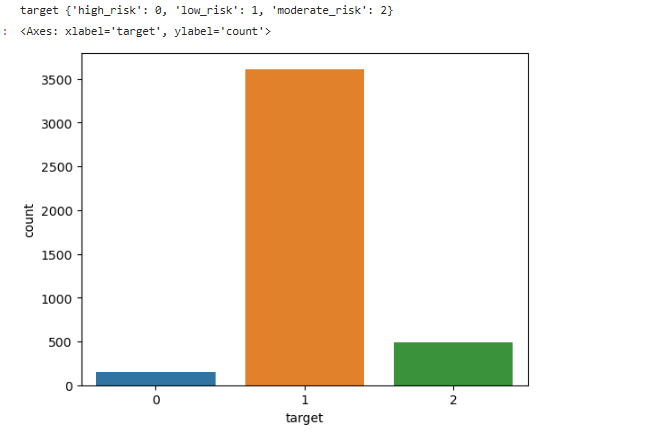 target {'high_risk': 0, 'low_risk': 1, 'moderate_risk': 2}
: <Axes: xlabel='target', ylabel='count'>
3500
3000
2500
2000
1500
1000
500
0
count
0 1 2
target